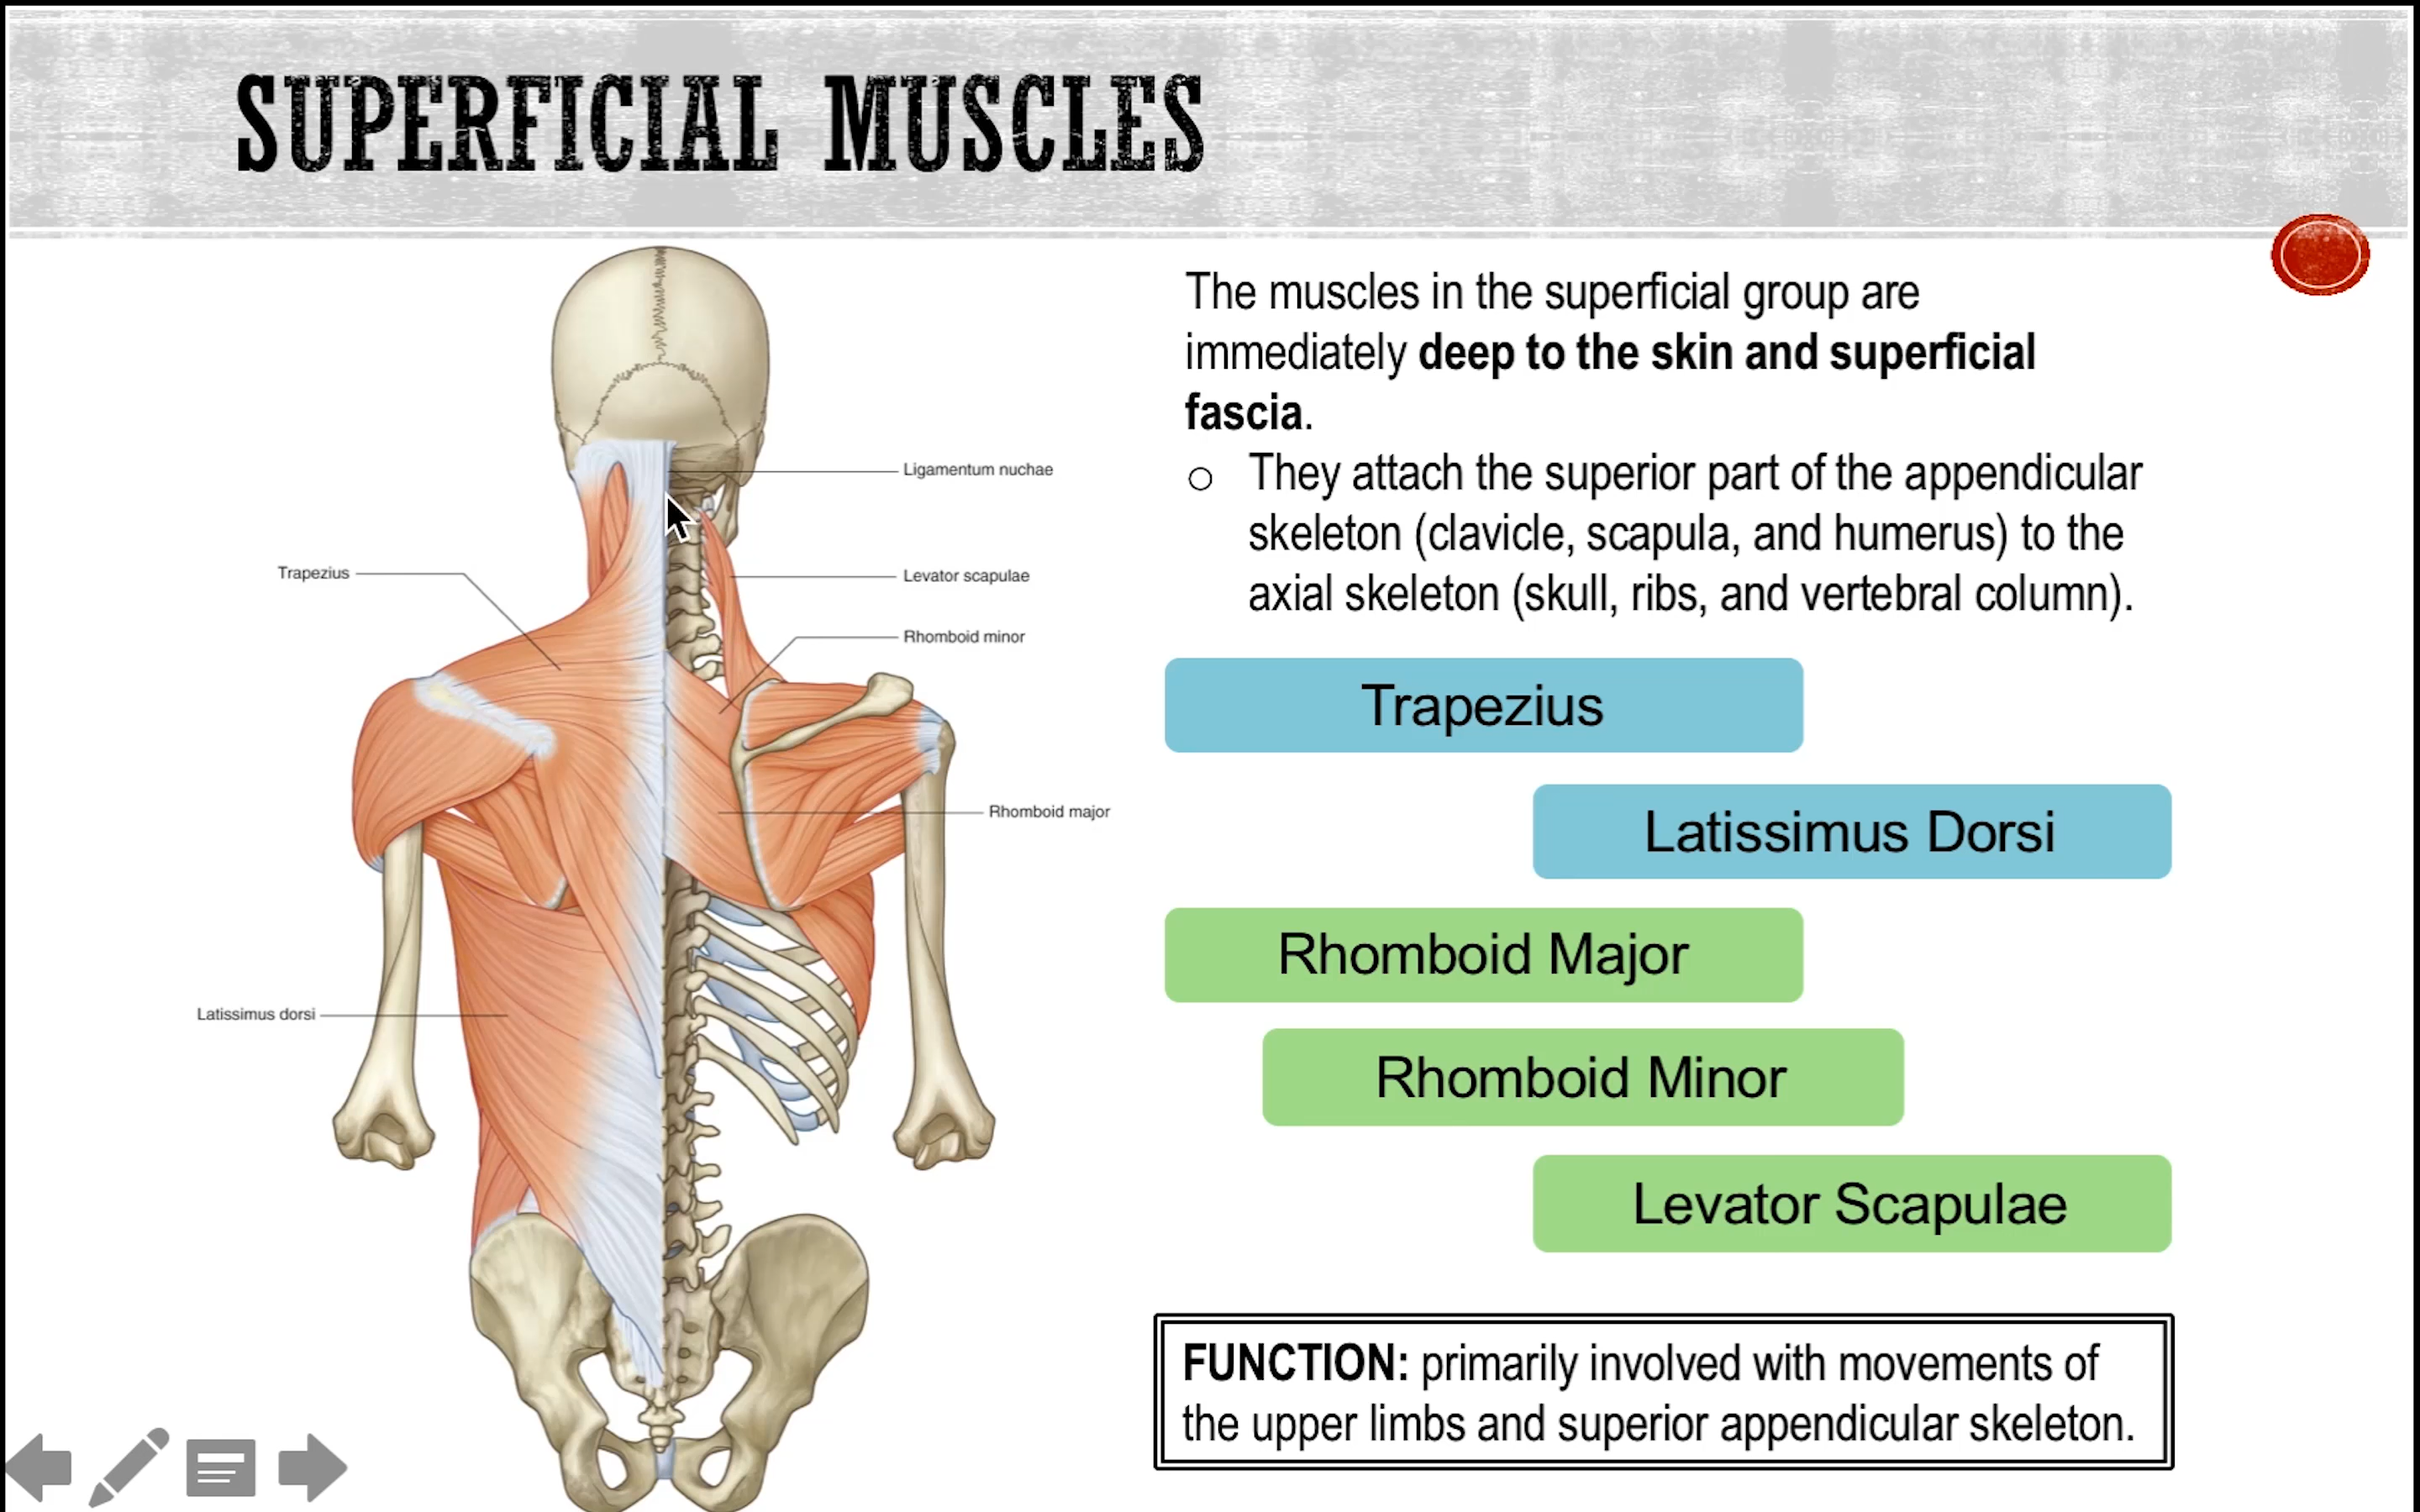 SUPERFICIAL MUSCLES
The muscles in the superficial group are
immediately deep to the skin and superficial
fascia.
They attach the superior part of the appendicular
skeleton (clavicle, scapula, and humerus) to the
axial skeleton (skull, ribs, and vertebral column).
Ligamentum nuchae
Trapezius
Levator scapulae
Rhomboid minor
Rhomboid major
Latissimus dorsi
Trapezius
Latissimus Dorsi
Rhomboid Major
Rhomboid Minor
Levator Scapulae
FUNCTION: primarily involved with movements of
the upper limbs and superior appendicular skeleton.